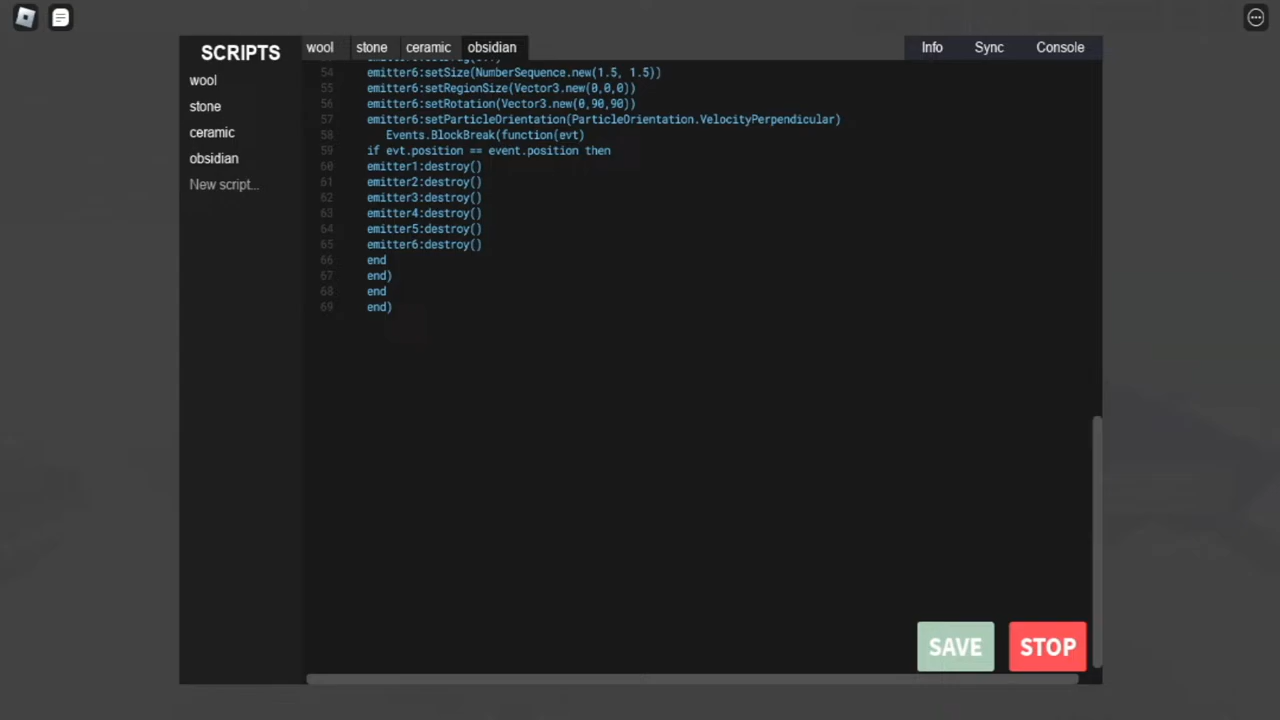 SCRIPTS
wool
stone
ceramic
obsidian
New script...
wool stone ceramic obsidian
Info Sync Console
54 emitter6:setSize(NumberSequence.new(1.5, 1.5))
55 emitter6:setRegionSize(Vector3.new(0,0,0))
56 emitter6:setRotation(Vector3.new(0,90,90))
57 emitter6:setParticleOrientation(ParticleOrientation.VelocityPerpendicular)
58 Events.BlockBreak(function(evt)
59 if evt.position == event.position then
60 emitter1:destroy()
61 emitter2:destroy()
62 emitter3:destroy()
63 emitter4:destroy()
64 emitter5:destroy()
65 emitter6:destroy()
66 end
67 end)
68 end
69 end)
SAVE STOP